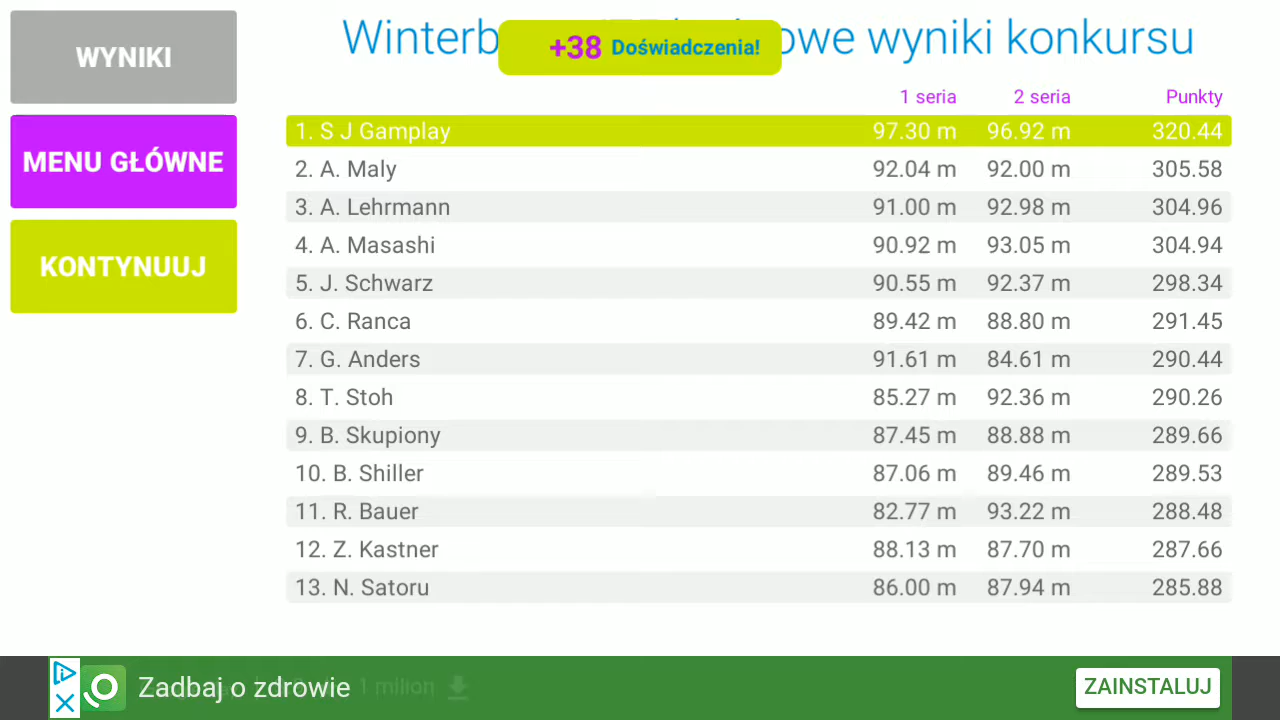 WYNIKI
MENU GŁÓWNE
KONTYNUUJ
wyniki konkursu
+38 Doświadczenia!
1 seria 2 seria Punkty
1. S J Gamplay 97.30 m 96.92 m 320.44
2. A. Maly 92.04 m 92.00 m 305.58
3. A. Lehrmann 91.00 m 92.98 m 304.96
4. A. Masashi 90.92 m 93.05 m 304.94
5. J. Schwarz 90.55 m 92.37 m 298.34
6. C. Ranca 89.42 m 88.80 m 291.45
7. G. Anders 91.61 m 84.61 m 290.44
8. T. Stoh 85.27 m 92.36 m 290.26
9. B. Skupiony 87.45 m 88.88 m 289.66
10. B. Shiller 87.06 m 89.46 m 289.53
11. R. Bauer 82.77 m 93.22 m 288.48
12. Z. Kastner 88.13 m 87.70 m 287.66
13. N. Satoru 86.00 m 87.94 m 285.88
Zadbaj o zdrowie 1 milion
ZAINSTALUJ